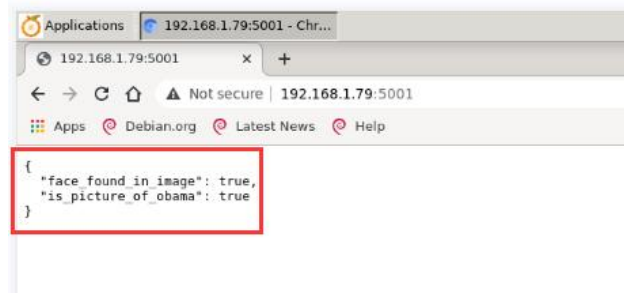 Applications 192.168.1.79:5001 - Chr...
192.168.1.79:5001 × +
Not secure | 192.168.1.79:5001
Apps Debian.org Latest News Help
{
"face_found_in_image": true,
"is_picture_of_obama": true
}